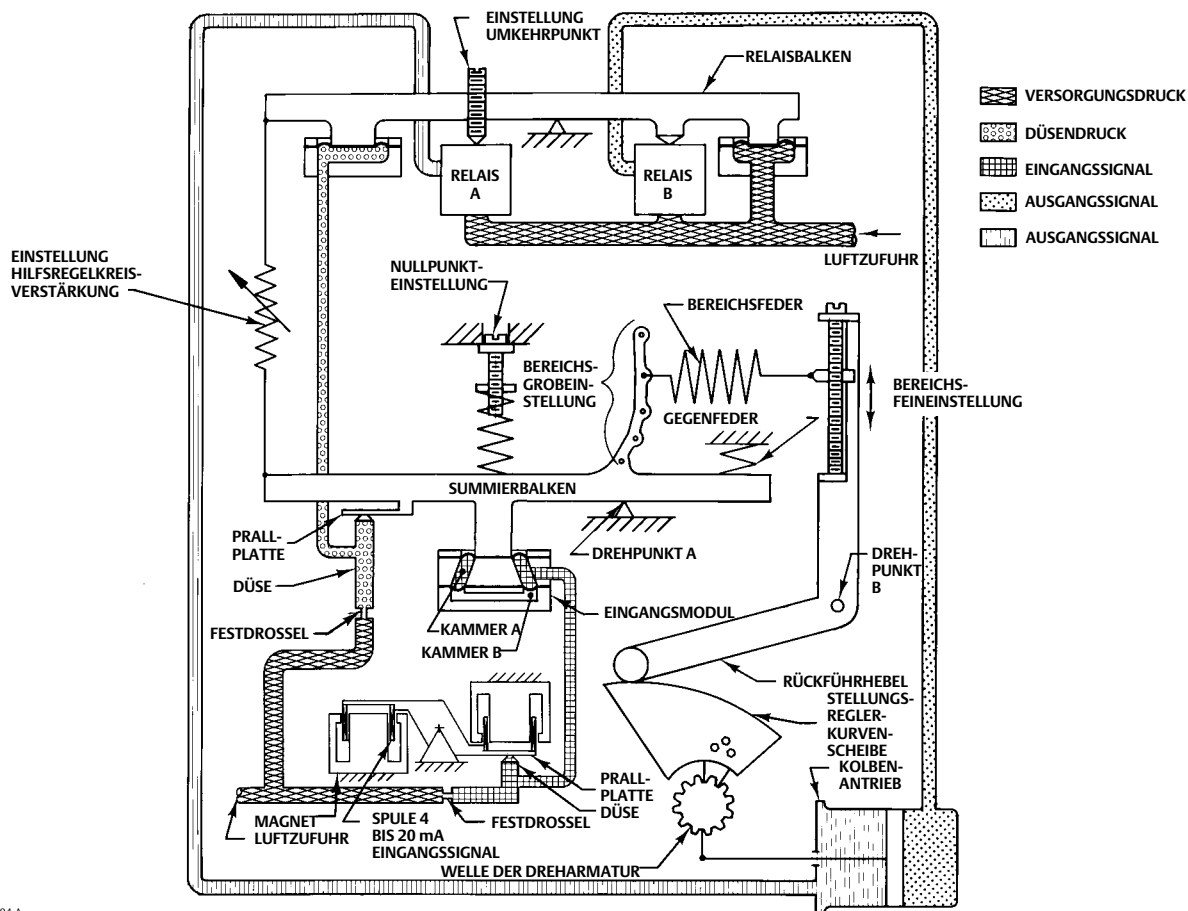 EINSTELLUNG
UMKEHRPUNKT
RELAISBALKEN
VERSORGUNGSDRUCK
DÜSENDRUCK
EINGANGSSIGNAL
AUSGANGSSIGNAL
AUSGANGSSIGNAL
RELAIS
A
RELAIS
B
LUFTZUFUHR
EINSTELLUNG
HILFSREGELKREIS-
VERSTÄRKUNG
NULLPUNKT-
EINSTELLUNG
BEREICHSFEDER
BEREICHS-
GROBEIN-
STELLUNG
GEGENFEDER
BEREICHS-
FEINEINSTELLUNG
SUMMIERBALKEN
PRALL-
PLATTE
DÜSE
DREHPUNKT A
DREH-
PUNKT
B
EINGANGSMODUL
FESTDROSSEL
KAMMER A
KAMMER B
RÜCKFÜHRHEBEL
STELLUNGS-
REGLER-
KURVEN-
SCHEIBE
KOLBEN-
ANTRIEB
PRALL-
PLATTE
DÜSE
MAGNET
LUFTZUFUHR
SPULE 4
BIS 20 mA
EINGANGSSIGNAL
FESTDROSSEL
WELLE DER DREHARMATUR